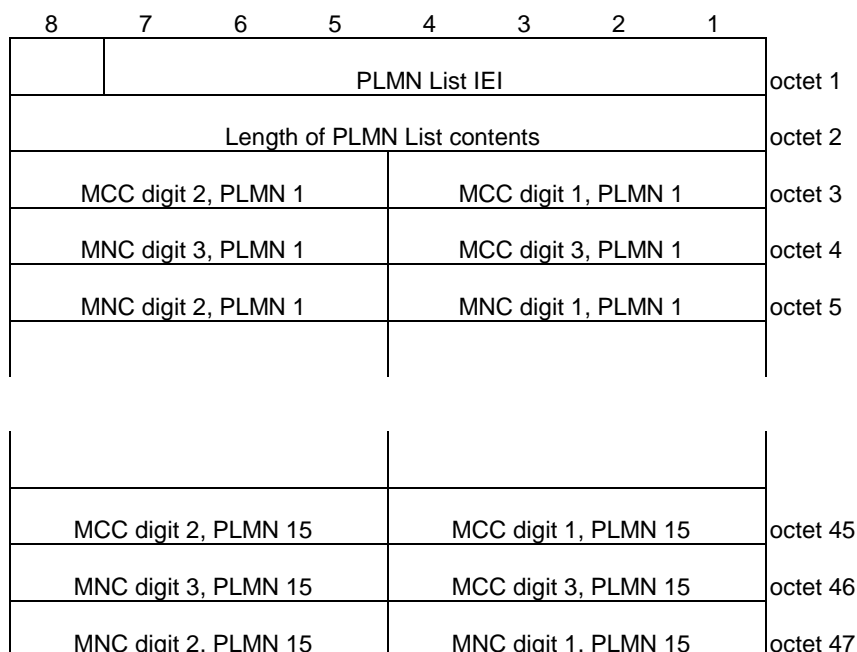 8 7 6 5 4 3 2 1
PLMN List IEI octet 1
Length of PLMN List contents octet 2
MCC digit 2, PLMN 1 MCC digit 1, PLMN 1 octet 3
MNC digit 3, PLMN 1 MCC digit 3, PLMN 1 octet 4
MNC digit 2, PLMN 1 MNC digit 1, PLMN 1 octet 5
MCC digit 2, PLMN 15 MCC digit 1, PLMN 15 octet 45
MNC digit 3, PLMN 15 MCC digit 3, PLMN 15 octet 46
MNC digit 2, PLMN 15 MNC digit 1, PLMN 15 octet 47